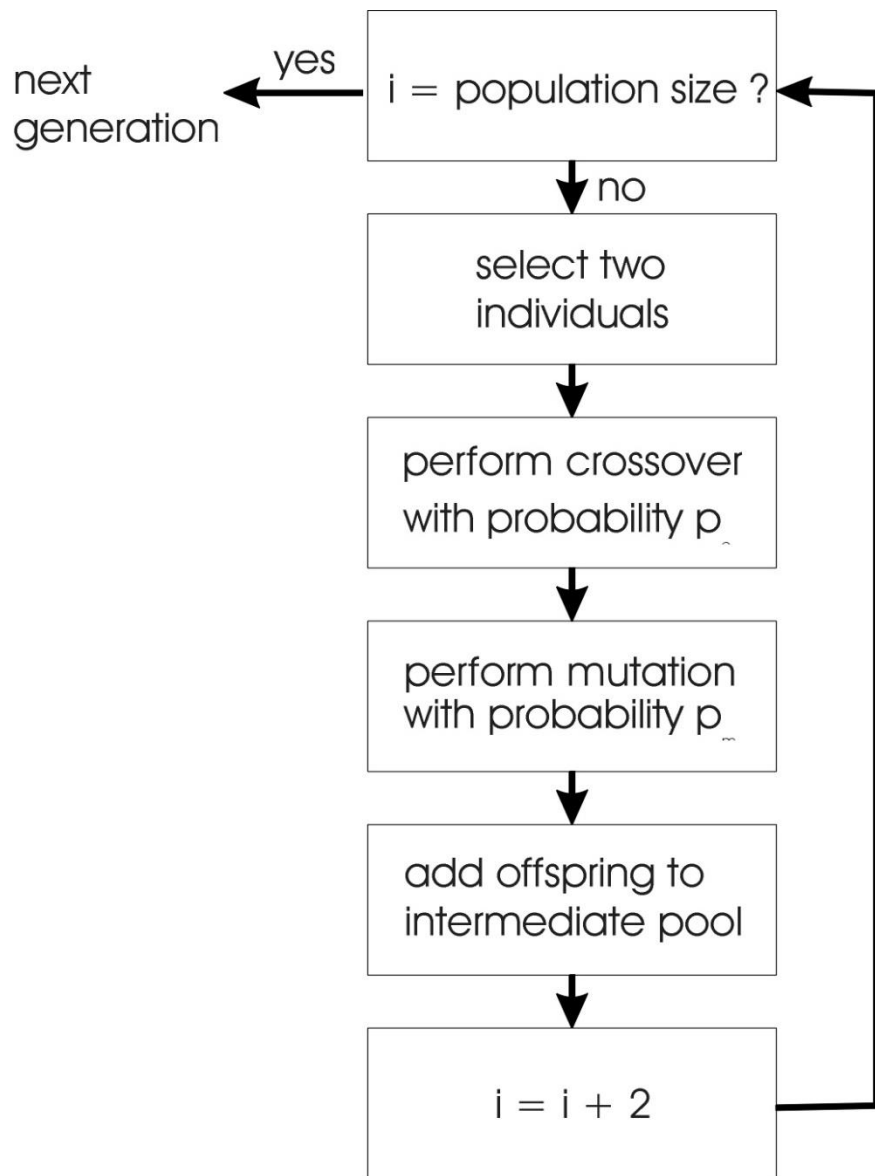 yes
next
generation
i = population size ?
no
select two
individuals
perform crossover
with probability p
perform mutation
with probability p_m
add offspring to
intermediate pool
i = i + 2